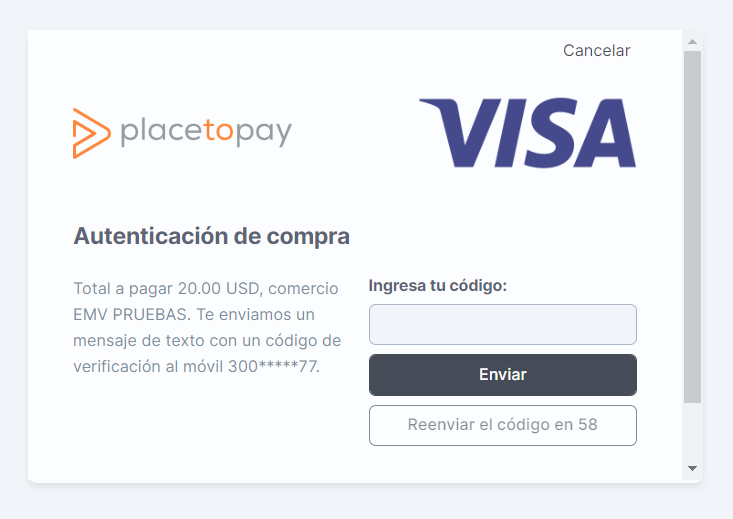 Cancelar
placetopay
VISA
Autenticación de compra
Total a pagar 20.00 USD, comercio
EMV PRUEBAS. Te enviamos un
mensaje de texto con un código de
verificación al móvil 300*****77.
Ingresa tu código:
Enviar
Reenviar el código en 58